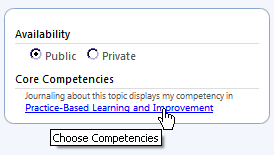 Availability
Public Private
Core Competencies
Journaling about this topic displays my competency in
Practice-Based Learning and Improvement
Choose Competencies